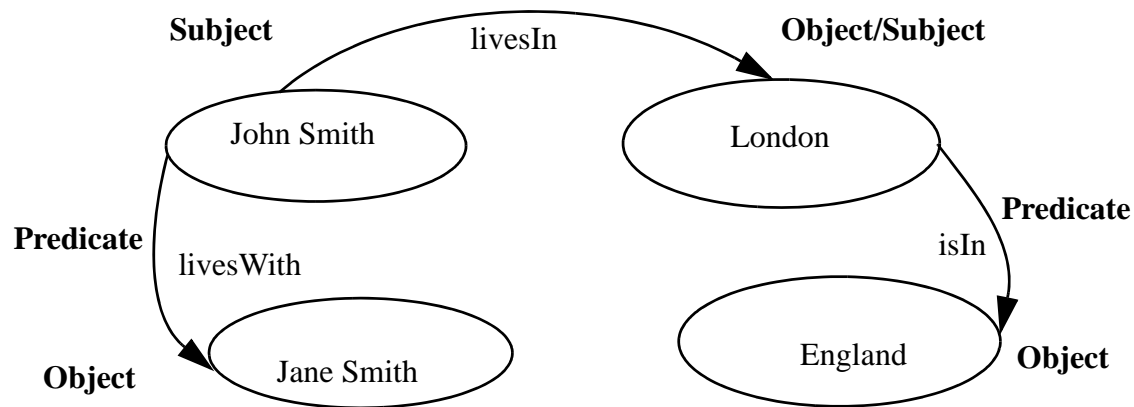 Subject
livesIn
Object/Subject
John Smith
London
Predicate
livesWith
Predicate
isIn
Object
Jane Smith
England
Object